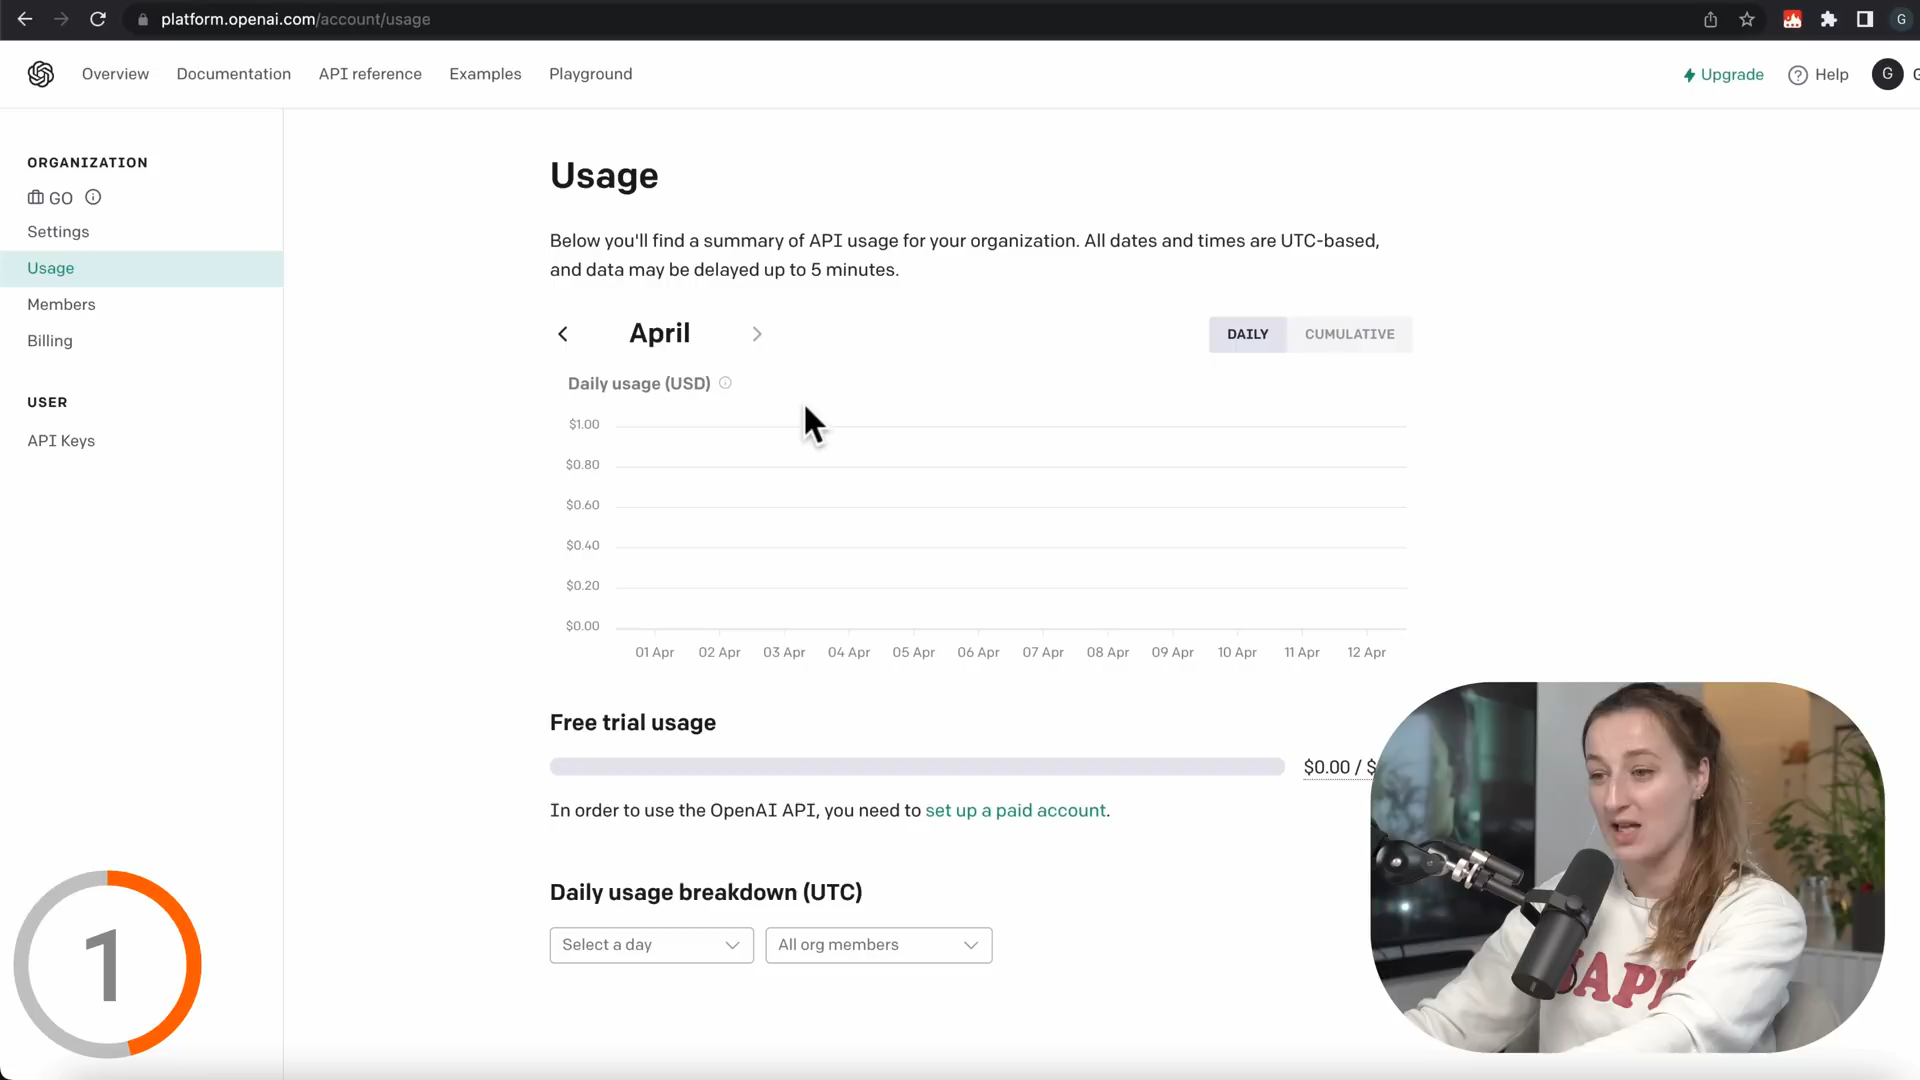 platform.openai.com/account/usage
G
Overview
Documentation
API reference
Examples
Playground
Upgrade
Help
G
ORGANIZATION
GO
Settings
Usage
Members
Billing
USER
API Keys
Usage
Below you'll find a summary of API usage for your organization. All dates and times are UTC-based,
and data may be delayed up to 5 minutes.
April
DAILY
CUMULATIVE
Daily usage (USD)
$1.00
$0.80
$0.60
$0.40
$0.20
$0.00
01 Apr
02 Apr
03 Apr
04 Apr
05 Apr
06 Apr
07 Apr
08 Apr
09 Apr
10 Apr
11 Apr
12 Apr
Free trial usage
$0.00 / $
In order to use the OpenAI API, you need to set up a paid account.
Daily usage breakdown (UTC)
Select a day
All org members
1